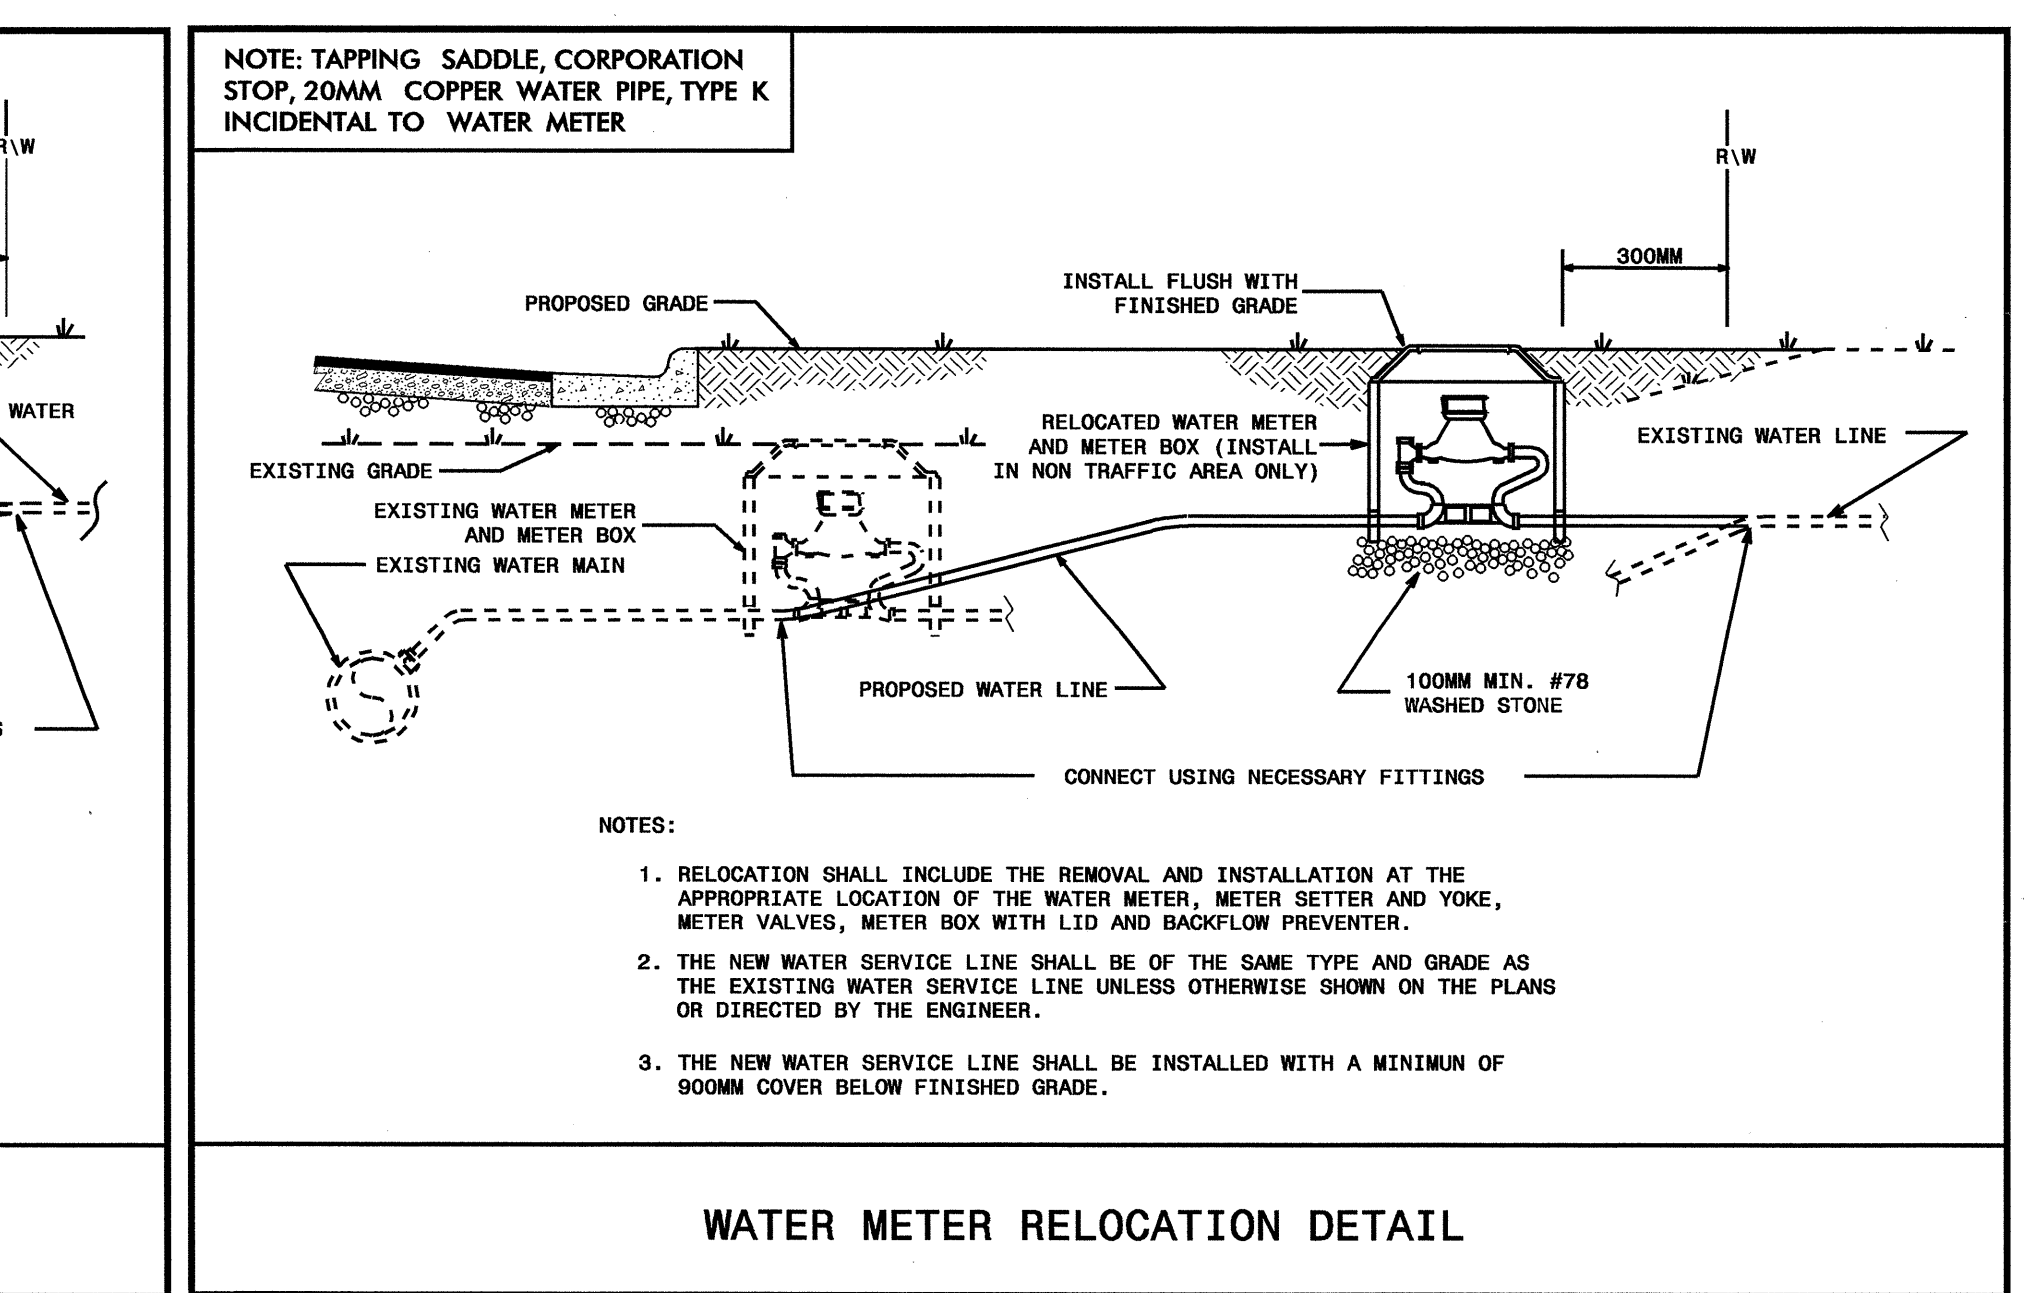 NOTE: TAPPING SADDLE, CORPORATION
STOP, 20MM COPPER WATER PIPE, TYPE K
INCIDENTAL TO WATER METER
R\W
R\W
300MM
INSTALL FLUSH WITH
FINISHED GRADE
PROPOSED GRADE
WATER
RELOCATED WATER METER
AND METER BOX (INSTALL
IN NON TRAFFIC AREA ONLY)
EXISTING WATER LINE
EXISTING GRADE
EXISTING WATER METER
AND METER BOX
EXISTING WATER MAIN
PROPOSED WATER LINE
100MM MIN. #78
WASHED STONE
CONNECT USING NECESSARY FITTINGS
NOTES:
1. RELOCATION SHALL INCLUDE THE REMOVAL AND INSTALLATION AT THE
APPROPRIATE LOCATION OF THE WATER METER, METER SETTER AND YOKE,
METER VALVES, METER BOX WITH LID AND BACKFLOW PREVENTER.
2. THE NEW WATER SERVICE LINE SHALL BE OF THE SAME TYPE AND GRADE AS
THE EXISTING WATER SERVICE LINE UNLESS OTHERWISE SHOWN ON THE PLANS
OR DIRECTED BY THE ENGINEER.
3. THE NEW WATER SERVICE LINE SHALL BE INSTALLED WITH A MINIMUN OF
900MM COVER BELOW FINISHED GRADE.
WATER METER RELOCATION DETAIL